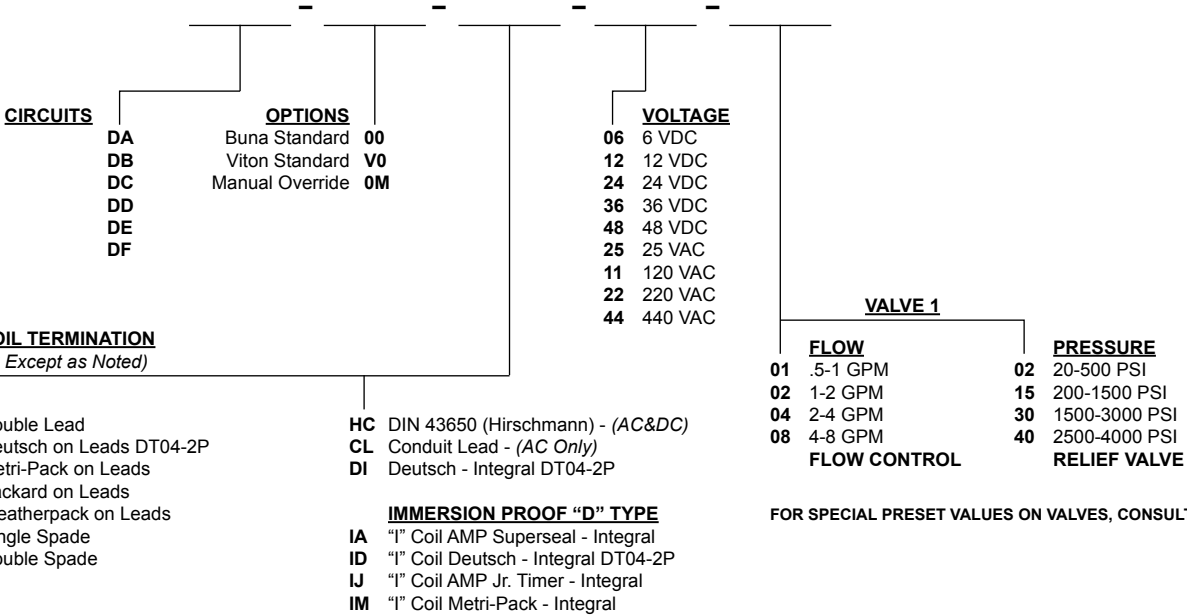 CIRCUITS
DA
DB
DC
DD
DE
DF
OPTIONS
Buna Standard 00
Viton Standard V0
Manual Override 0M
VOLTAGE
06 6 VDC
12 12 VDC
24 24 VDC
36 36 VDC
48 48 VDC
25 25 VAC
11 120 VAC
22 220 VAC
44 440 VAC
VALVE 1
FLOW
01 .5-1 GPM
02 1-2 GPM
04 2-4 GPM
08 4-8 GPM
FLOW CONTROL
PRESSURE
02 20-500 PSI
15 200-1500 PSI
30 1500-3000 PSI
40 2500-4000 PSI
RELIEF VALVE
FOR SPECIAL PRESET VALUES ON VALVES, CONSULT
OIL TERMINATION
Except as Noted)
ouble Lead
eutsch on Leads DT04-2P
etri-Pack on Leads
ackard on Leads
eatherpack on Leads
ngle Spade
ouble Spade
HC DIN 43650 (Hirschmann) - (AC&DC)
CL Conduit Lead - (AC Only)
DI Deutsch - Integral DT04-2P
IMMERSION PROOF “D” TYPE
IA “I” Coil AMP Superseal - Integral
ID “I” Coil Deutsch - Integral DT04-2P
IJ “I” Coil AMP Jr. Timer - Integral
IM “I” Coil Metri-Pack - Integral